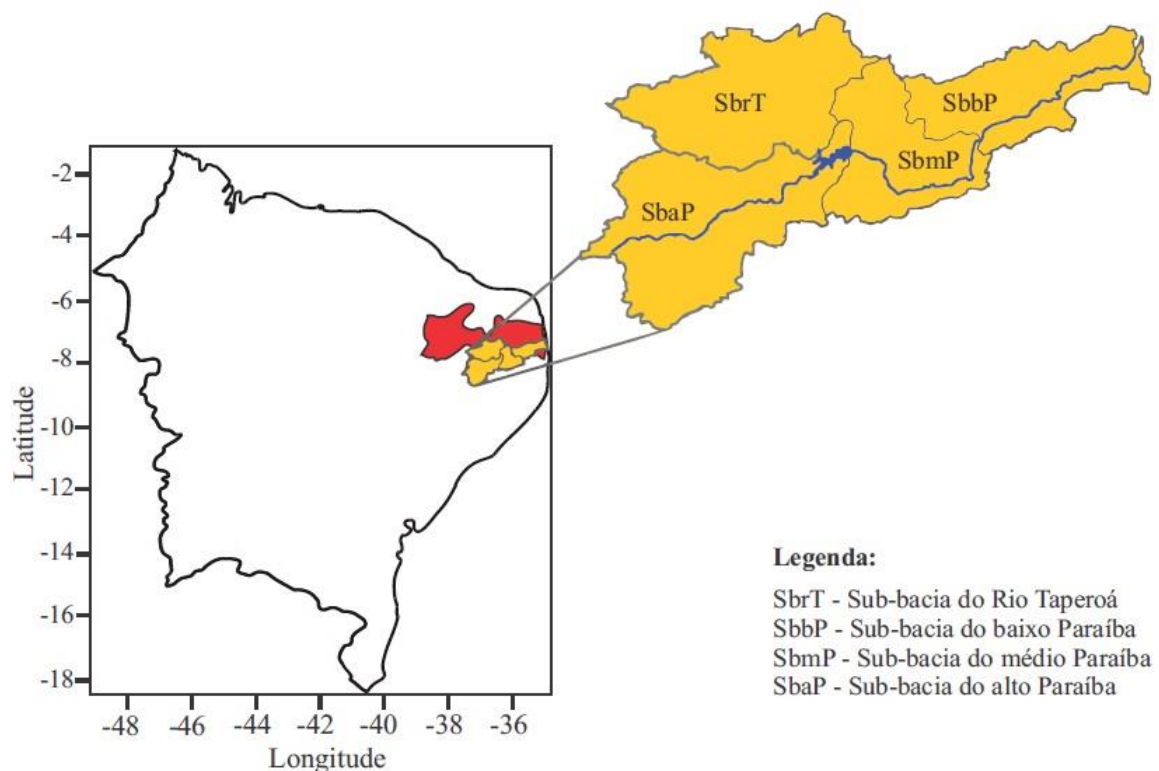 SbrT
SbbP
SbmP
SbaP
-2
-4
-6
-8
-10
-12
-14
-16
-18
Latitude
-48 -46 -44 -42 -40 -38 -36
Longitude
Legenda:
SbrT - Sub-bacia do Rio Taperoá
SbbP - Sub-bacia do baixo Paraíba
SbmP - Sub-bacia do médio Paraíba
SbaP - Sub-bacia do alto Paraíba